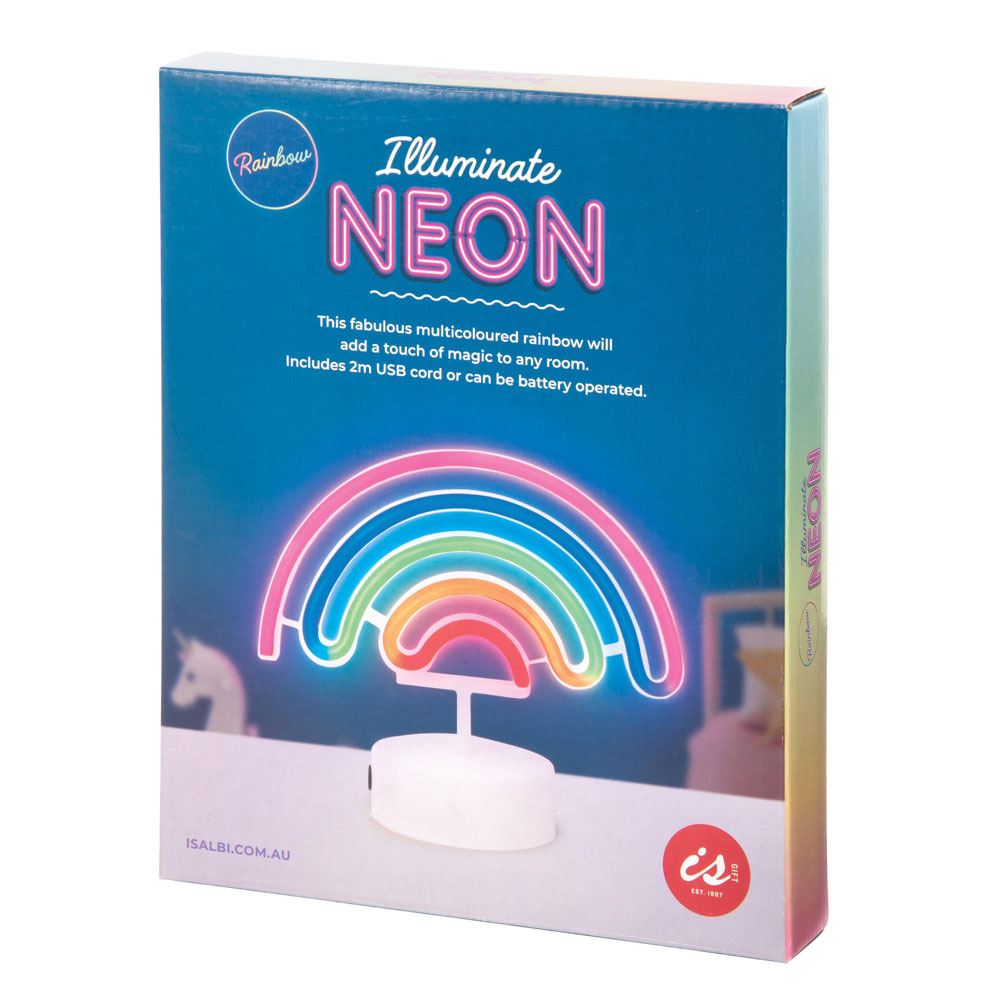 NEON
Rainbow
Illuminate
NEON
This fabulous multicoloured rainbow will
add a touch of magic to any room.
Includes 2m USB cord or can be battery operated.
Illuminate
NEON
Rainbow
ISALBI.COM.AU
is
GIFT
EST. 1987